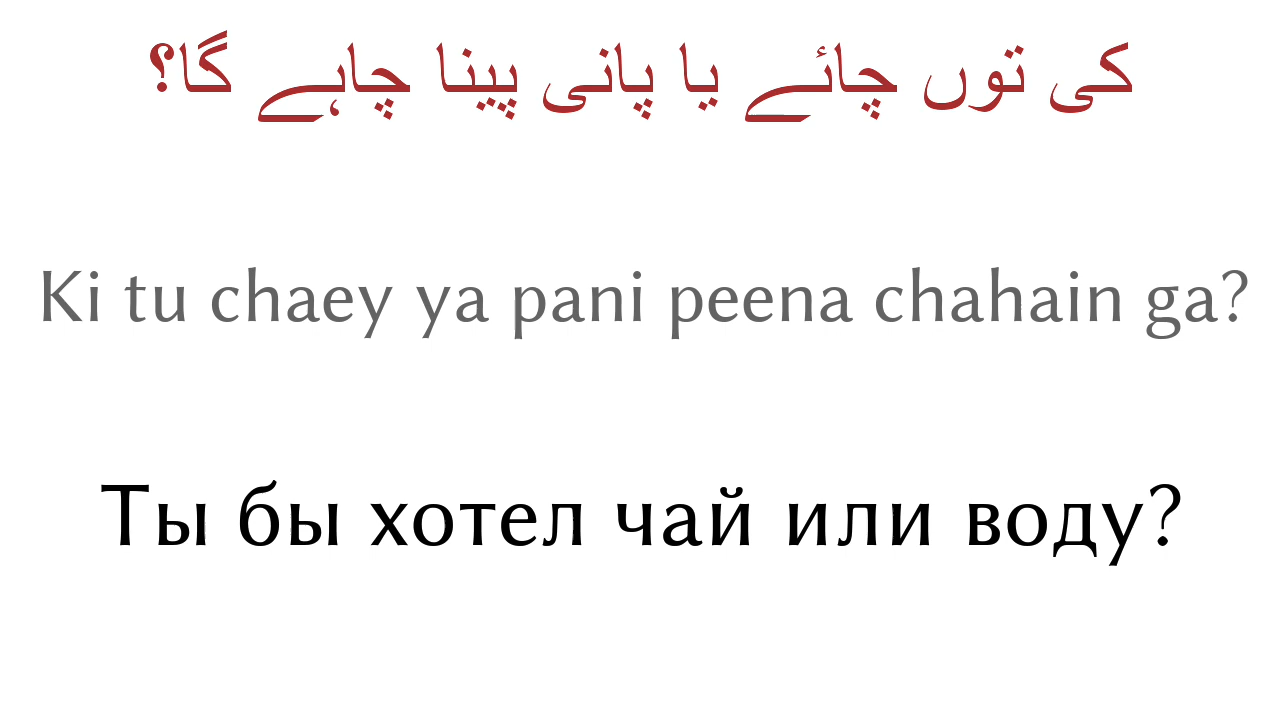 کی توں چائے یا پانی پینا چاہے گا؟
Ki tu chaey ya pani peena chahain ga?
Ты бы хотел чай или воду?